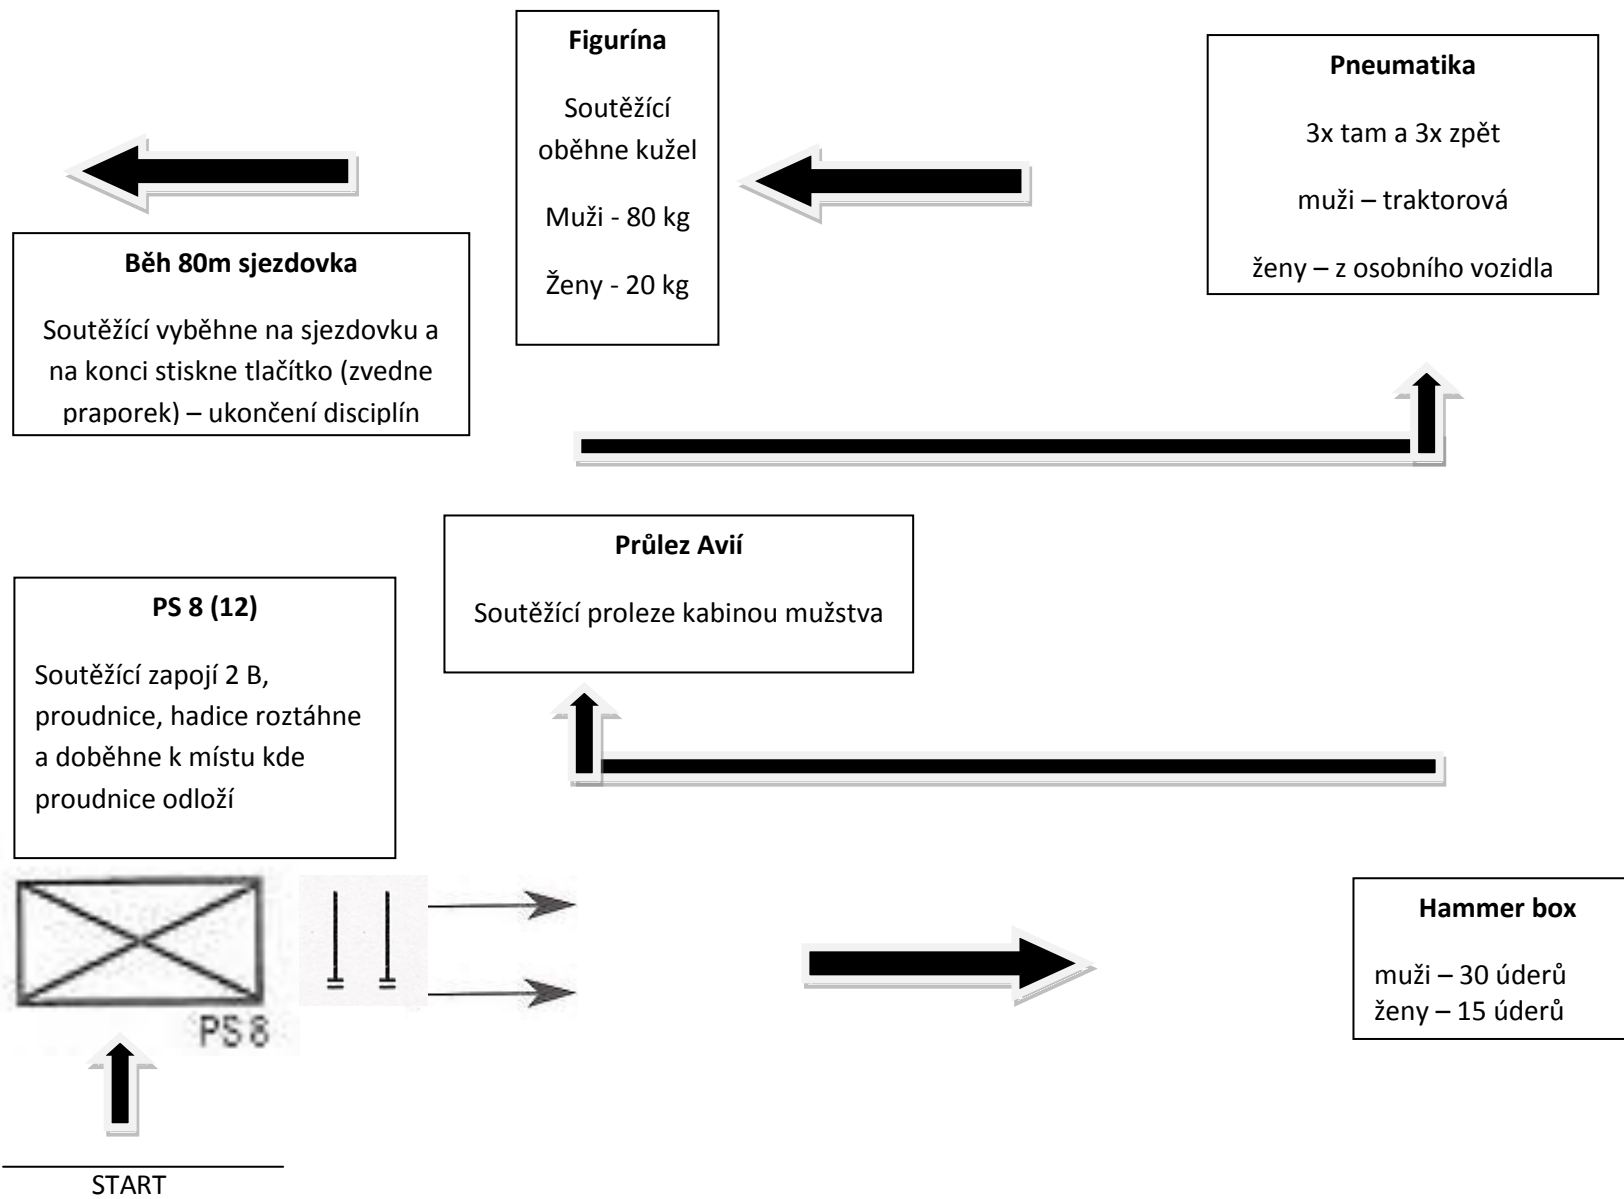 Figurína
Soutěžící
oběhne kužel
Muži - 80 kg
Ženy - 20 kg
Pneumatika
3x tam a 3x zpět
muži – traktorová
ženy – z osobního vozidla
Běh 80m sjezdovka
Soutěžící vyběhne na sjezdovku a
na konci stiskne tlačítko (zvedne
praporek) – ukončení disciplín
Průlez Avií
Soutěžící proleze kabinou mužstva
PS 8 (12)
Soutěžící zapojí 2 B,
proudnice, hadice roztáhne
a doběhne k místu kde
proudnice odloží
Hammer box
muži – 30 úderů
ženy – 15 úderů
PS 8
START